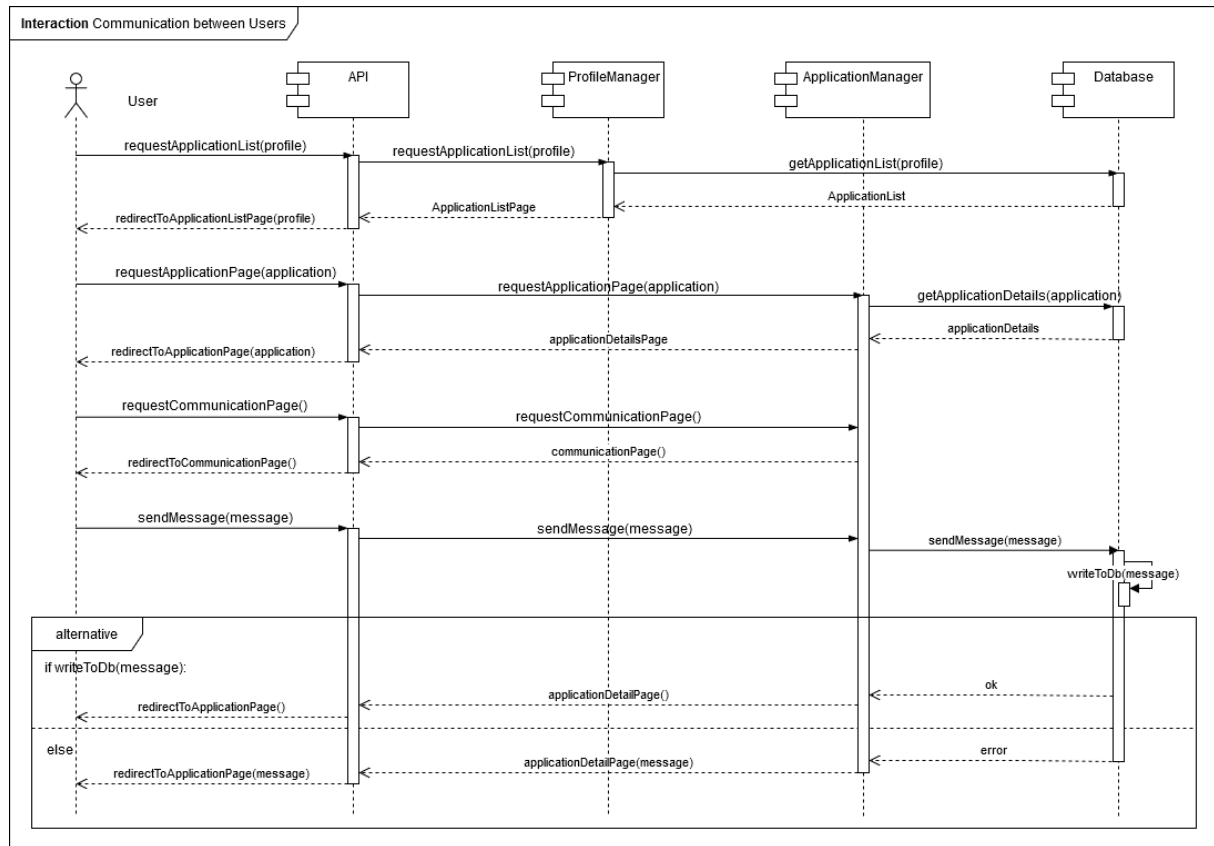 Interaction Communication between Users
User
API
ProfileManager
ApplicationManager
Database
requestApplicationList(profile)
requestApplicationList(profile)
getApplicationList(profile)
ApplicationList
ApplicationListPage
redirectToApplicationListPage(profile)
requestApplicationPage(application)
requestApplicationPage(application)
getApplicationDetails(application)
applicationDetails
applicationDetailsPage
redirectToApplicationPage(application)
requestCommunicationPage()
requestCommunicationPage()
communicationPage()
redirectToCommunicationPage()
sendMessage(message)
sendMessage(message)
sendMessage(message)
writeToDb(message)
alternative
if writeToDb(message):
ok
applicationDetailPage()
redirectToApplicationPage()
else
error
applicationDetailPage(message)
redirectToApplicationPage(message)